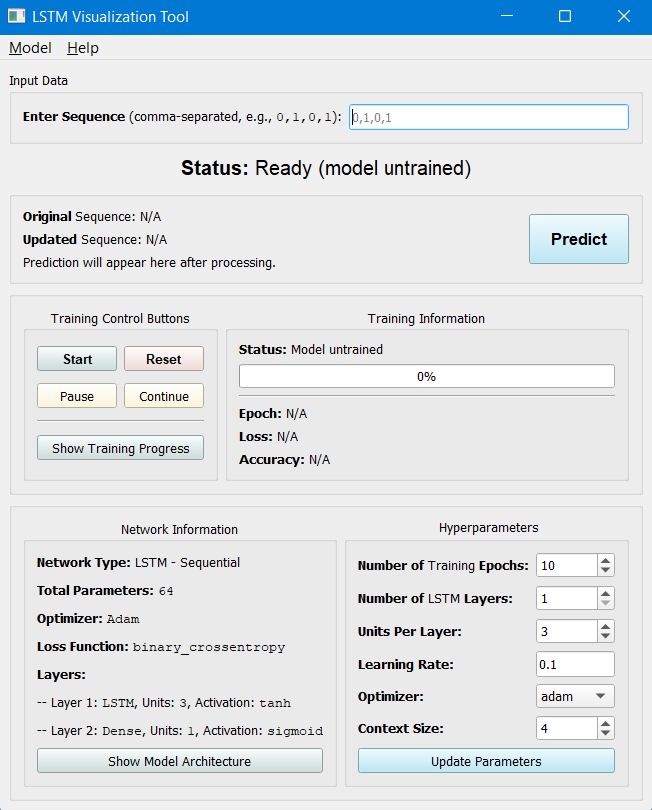 LSTM Visualization Tool
Model Help
Input Data
Enter Sequence (comma-separated, e.g., 0,1,0,1): 0,1,0,1
Status: Ready (model untrained)
Original Sequence: N/A
Updated Sequence: N/A
Prediction will appear here after processing.
Predict
Training Control Buttons
Start Reset
Pause Continue
Show Training Progress
Training Information
Status: Model untrained
0%
Epoch: N/A
Loss: N/A
Accuracy: N/A
Network Information
Network Type: LSTM - Sequential
Total Parameters: 64
Optimizer: Adam
Loss Function: binary_crossentropy
Layers:
-- Layer 1: LSTM, Units: 3, Activation: tanh
-- Layer 2: Dense, Units: 1, Activation: sigmoid
Show Model Architecture
Hyperparameters
Number of Training Epochs: 10
Number of LSTM Layers: 1
Units Per Layer: 3
Learning Rate: 0.1
Optimizer: adam
Context Size: 4
Update Parameters